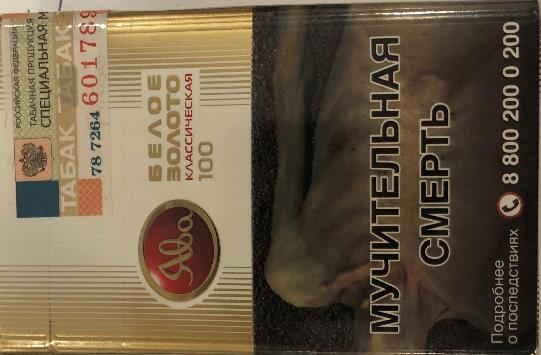 РОССИЙСКАЯ ФЕДЕРАЦИЯ
ТАБАЧНАЯ ПРОДУКЦИЯ
СПЕЦИАЛЬНАЯ М
ТАБАК ТАБАК
78 7264 601789
БЕЛОЕ
ЗОЛОТО
КЛАССИЧЕСКАЯ
100
Ява
МУЧИТЕЛЬНАЯ
СМЕРТЬ
Подробнее
о последствиях 8 800 200 0 200